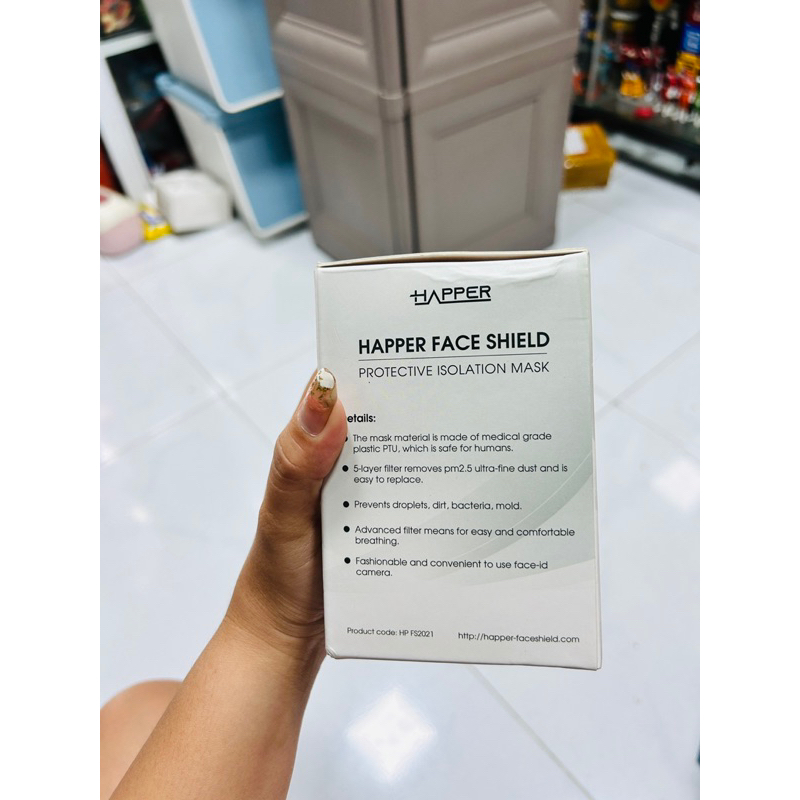 HAPPER
HAPPER FACE SHIELD
PROTECTIVE ISOLATION MASK
etails:
The mask material is made of medical grade
plastic PTU, which is safe for humans.
5-layer filter removes pm2.5 ultra-fine dust and is
easy to replace.
Prevents droplets, dirt, bacteria, mold.
Advanced filter means for easy and comfortable
breathing.
Fashionable and convenient to use face-id
camera.
Product code: HP FS2021
http://happer-faceshield.com